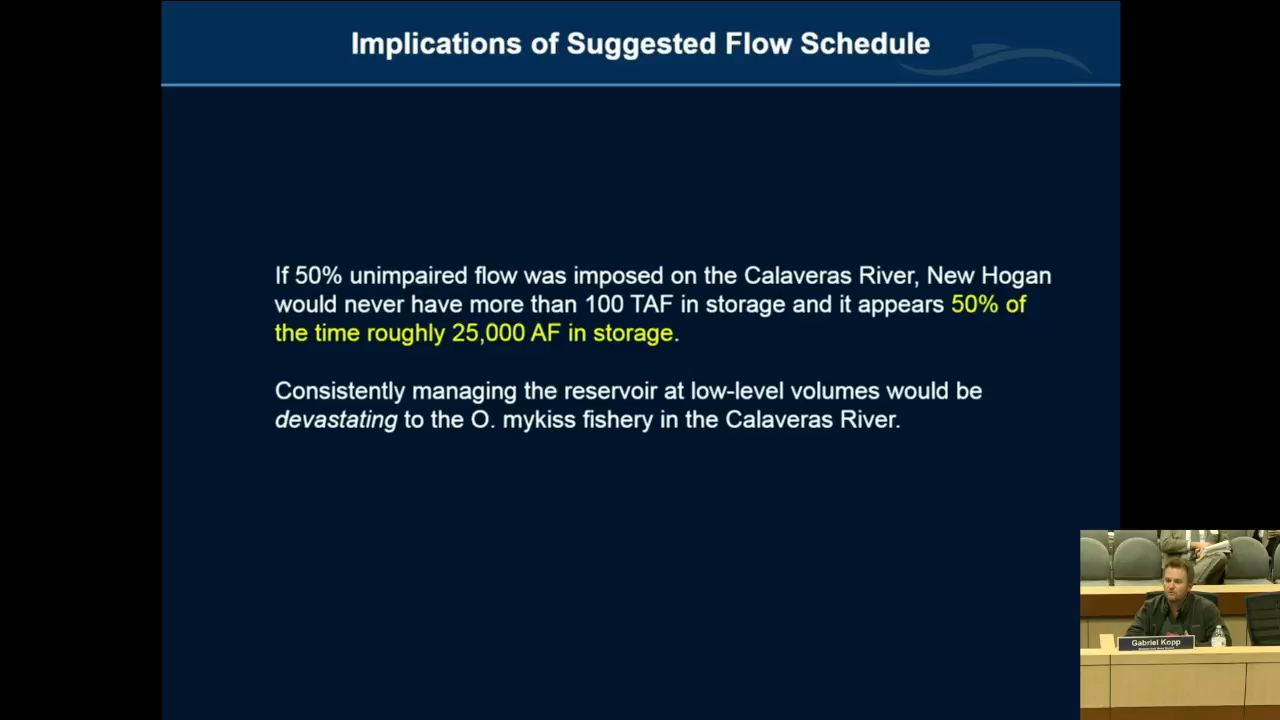 Implications of Suggested Flow Schedule
If 50% unimpaired flow was imposed on the Calaveras River, New Hogan
would never have more than 100 TAF in storage and it appears 50% of
the time roughly 25,000 AF in storage.
Consistently managing the reservoir at low-level volumes would be
devastating to the O. mykiss fishery in the Calaveras River.
Gabriel Kopp